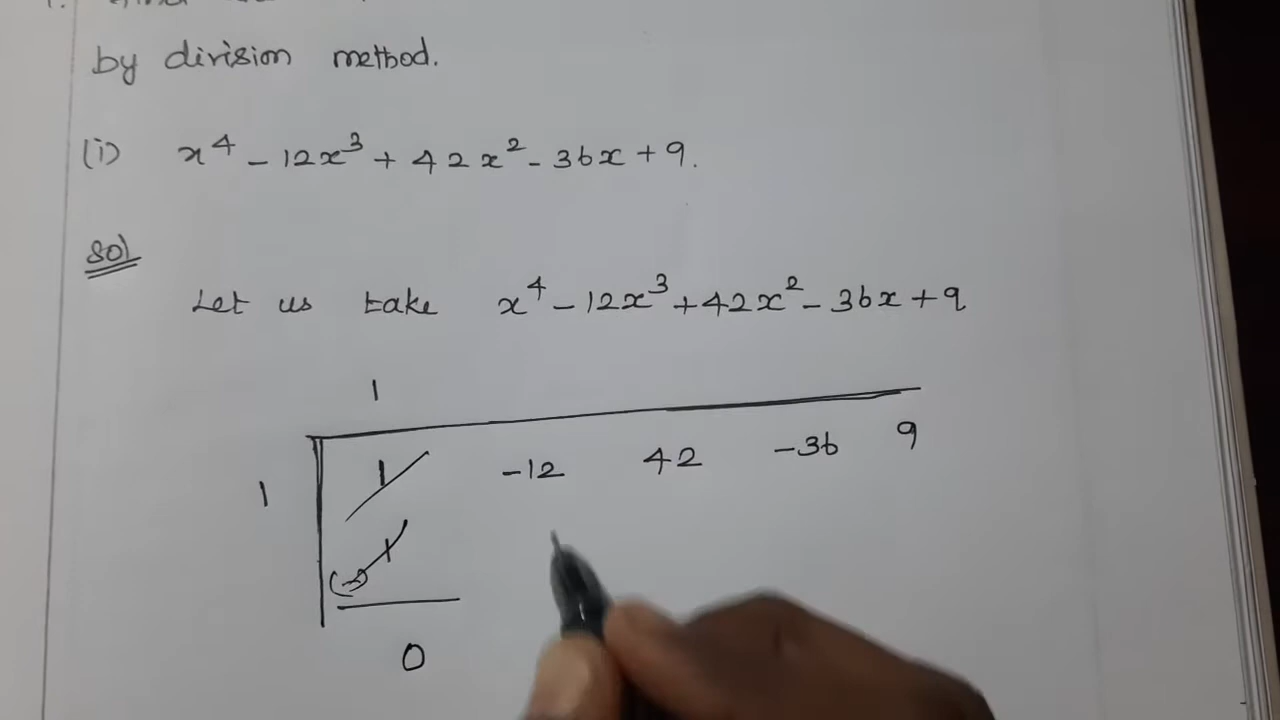 1.
by division method.
(i) x⁴ - 12x³ + 42x² - 36x + 9.
Sol
Let us take x⁴ - 12x³ + 42x² - 36x + 9
1
1 1 -12 42 -36 9
(-) 1
0